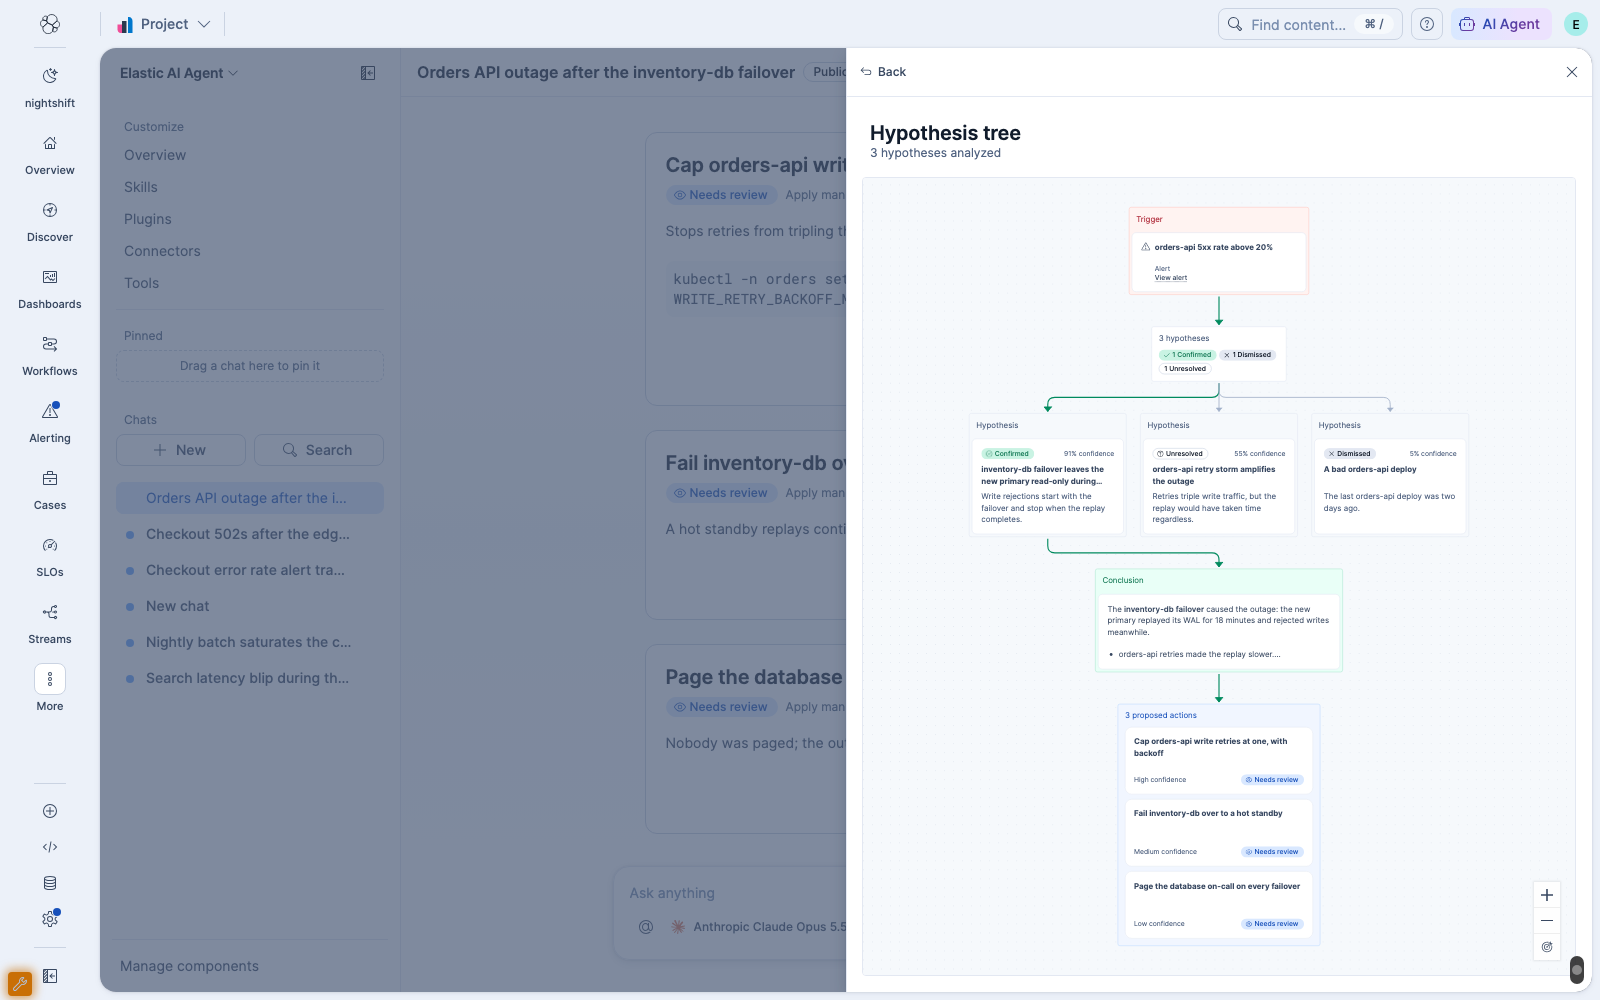 Project
Find content...
⌘ /
AI Agent
E
nightshift
Overview
Discover
Dashboards
Workflows
Alerting
Cases
SLOs
Streams
More
Elastic AI Agent
Customize
Overview
Skills
Plugins
Connectors
Tools
Pinned
Drag a chat here to pin it
Chats
New
Search
Orders API outage after the i...
Checkout 502s after the edg...
Checkout error rate alert tra...
New chat
Nightly batch saturates the c...
Search latency blip during th...
Manage components
Orders API outage after the inventory-db failover
Public
Cap orders-api writ
Needs review
Apply man
Stops retries from tripling th
kubectl -n orders set
WRITE_RETRY_BACKOFF_M
Fail inventory-db ov
Needs review
Apply man
A hot standby replays conti
Page the database
Needs review
Apply man
Nobody was paged; the ou
Ask anything
Anthropic Claude Opus 5.5
Back
Hypothesis tree
3 hypotheses analyzed
Trigger
orders-api 5xx rate above 20%
Alert
View alert
3 hypotheses
1 Confirmed
1 Dismissed
1 Unresolved
Hypothesis
Confirmed
91% confidence
inventory-db failover leaves the
new primary read-only during...
Write rejections start with the
failover and stop when the replay
completes.
Hypothesis
Unresolved
55% confidence
orders-api retry storm amplifies
the outage
Retries triple write traffic, but the
replay would have taken time
regardless.
Hypothesis
Dismissed
5% confidence
A bad orders-api deploy
The last orders-api deploy was two
days ago.
Conclusion
The inventory-db failover caused the outage: the new
primary replayed its WAL for 18 minutes and rejected writes
meanwhile.
• orders-api retries made the replay slower....
3 proposed actions
Cap orders-api write retries at one, with
backoff
High confidence
Needs review
Fail inventory-db over to a hot standby
Medium confidence
Needs review
Page the database on-call on every failover
Low confidence
Needs review